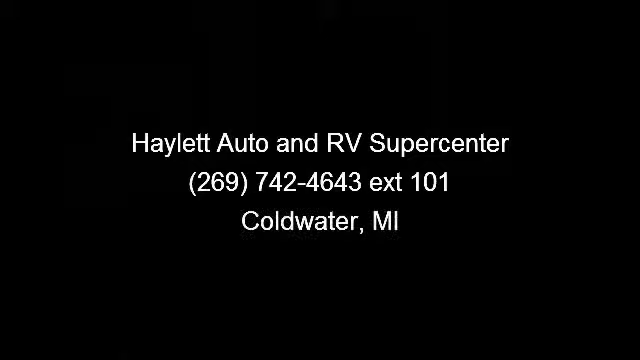 Haylett Auto and RV Supercenter
(269) 742-4643 ext 101
Coldwater, MI